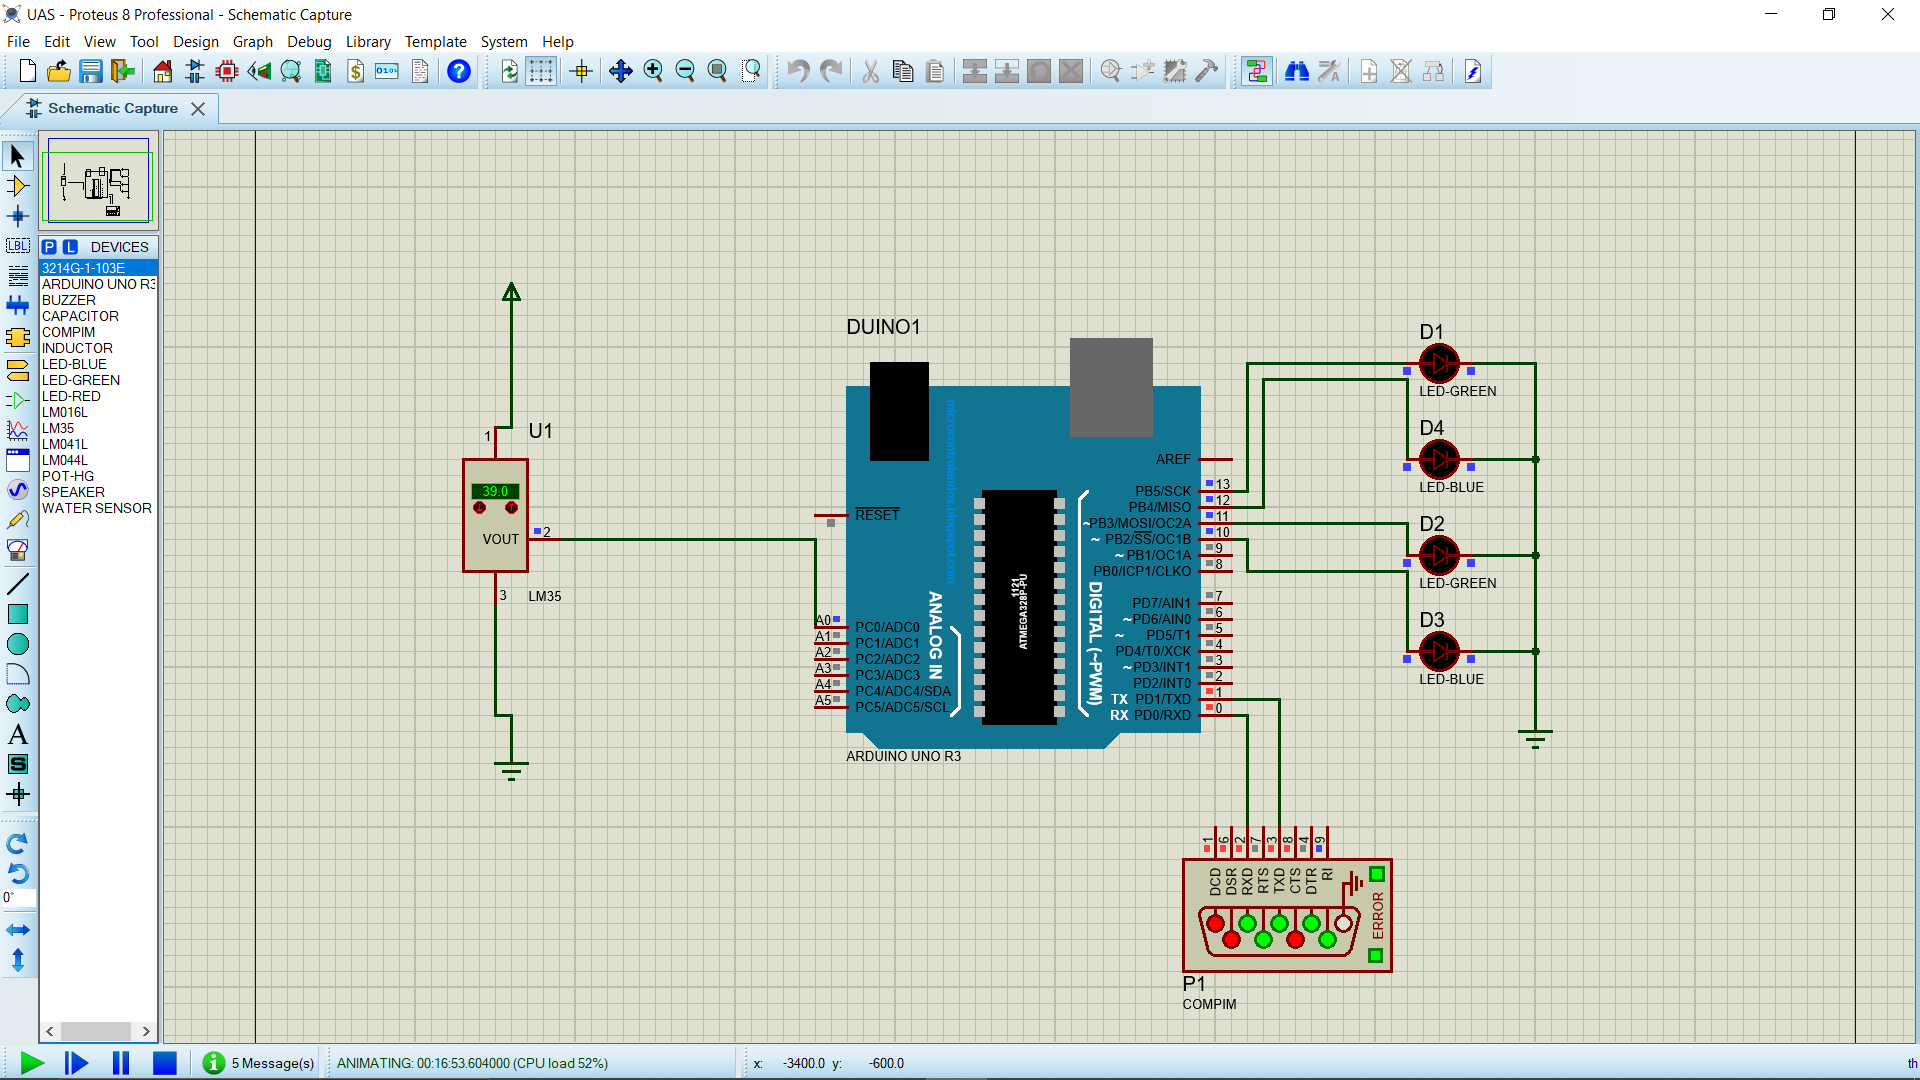 UAS - Proteus 8 Professional - Schematic Capture
File Edit View Tool Design Graph Debug Library Template System Help
Schematic Capture
P L DEVICES
3214G-1-103E
ARDUINO UNO R3
BUZZER
CAPACITOR
COMPIM
INDUCTOR
LED-BLUE
LED-GREEN
LED-RED
LM016L
LM35
LM041L
LM044L
POT-HG
SPEAKER
WATER SENSOR
LBL
A
S
0°
U1
1
39.0
VOUT
2
3
LM35
DUINO1
microcontrolandos.blogspot.com
RESET
AREF
PB5/SCK 13
PB4/MISO 12
~PB3/MOSI/OC2A 11
~ PB2/SS/OC1B 10
~ PB1/OC1A 9
PB0/ICP1/CLKO 8
PD7/AIN1 7
~PD6/AIN0 6
~ PD5/T1 5
PD4/T0/XCK 4
~PD3/INT1 3
PD2/INT0 2
TX PD1/TXD 1
RX PD0/RXD 0
A0 PC0/ADC0
A1 PC1/ADC1
A2 PC2/ADC2
A3 PC3/ADC3
A4 PC4/ADC4/SDA
A5 PC5/ADC5/SCL
ANALOG IN
1121
ATMEGA328P-PU
DIGITAL (~PWM)
ARDUINO UNO R3
D1
LED-GREEN
D4
LED-BLUE
D2
LED-GREEN
D3
LED-BLUE
1 6 2 7 3 8 4 9
DCD DSR RXD RTS TXD CTS DTR RI
ERROR
P1
COMPIM
5 Message(s) ANIMATING: 00:16:53.604000 (CPU load 52%) x: -3400.0 y: -600.0 th